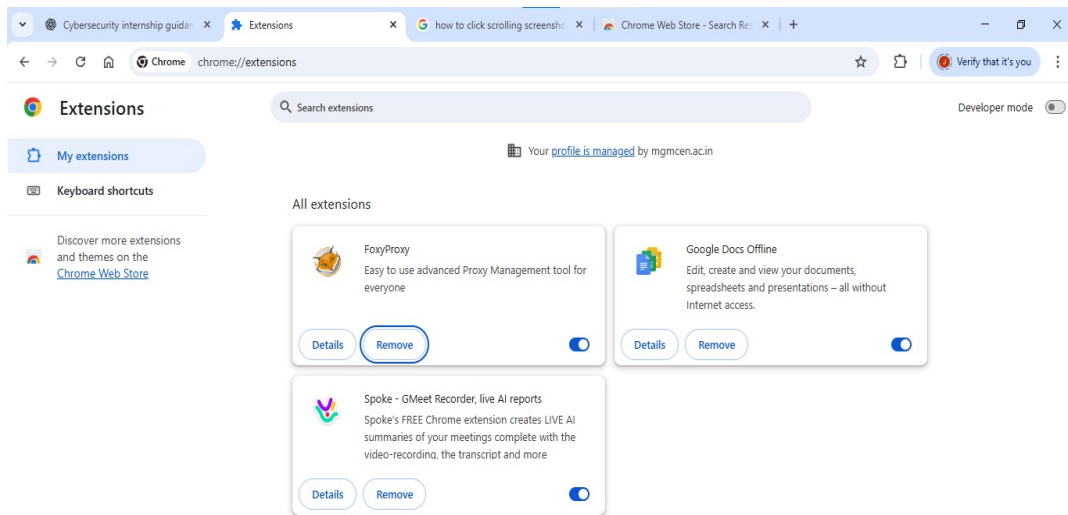 Cybersecurity internship guidan
Extensions
how to click scrolling screensho
Chrome Web Store - Search Re
Chrome
chrome://extensions
Verify that it's you
Extensions
Search extensions
Developer mode
My extensions
Keyboard shortcuts
Your profile is managed by mgmcen.ac.in
All extensions
Discover more extensions
and themes on the
Chrome Web Store
FoxyProxy
Easy to use advanced Proxy Management tool for
everyone
Details
Remove
Google Docs Offline
Edit, create and view your documents,
spreadsheets and presentations – all without
Internet access.
Details
Remove
Spoke - GMeet Recorder, live AI reports
Spoke's FREE Chrome extension creates LIVE AI
summaries of your meetings complete with the
video-recording, the transcript and more
Details
Remove